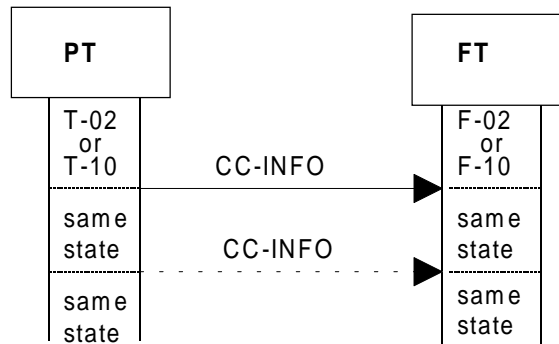 PT
FT
T-02
or
T-10
F-02
or
F-10
CC-INFO
same
state
same
state
CC-INFO
same
state
same
state